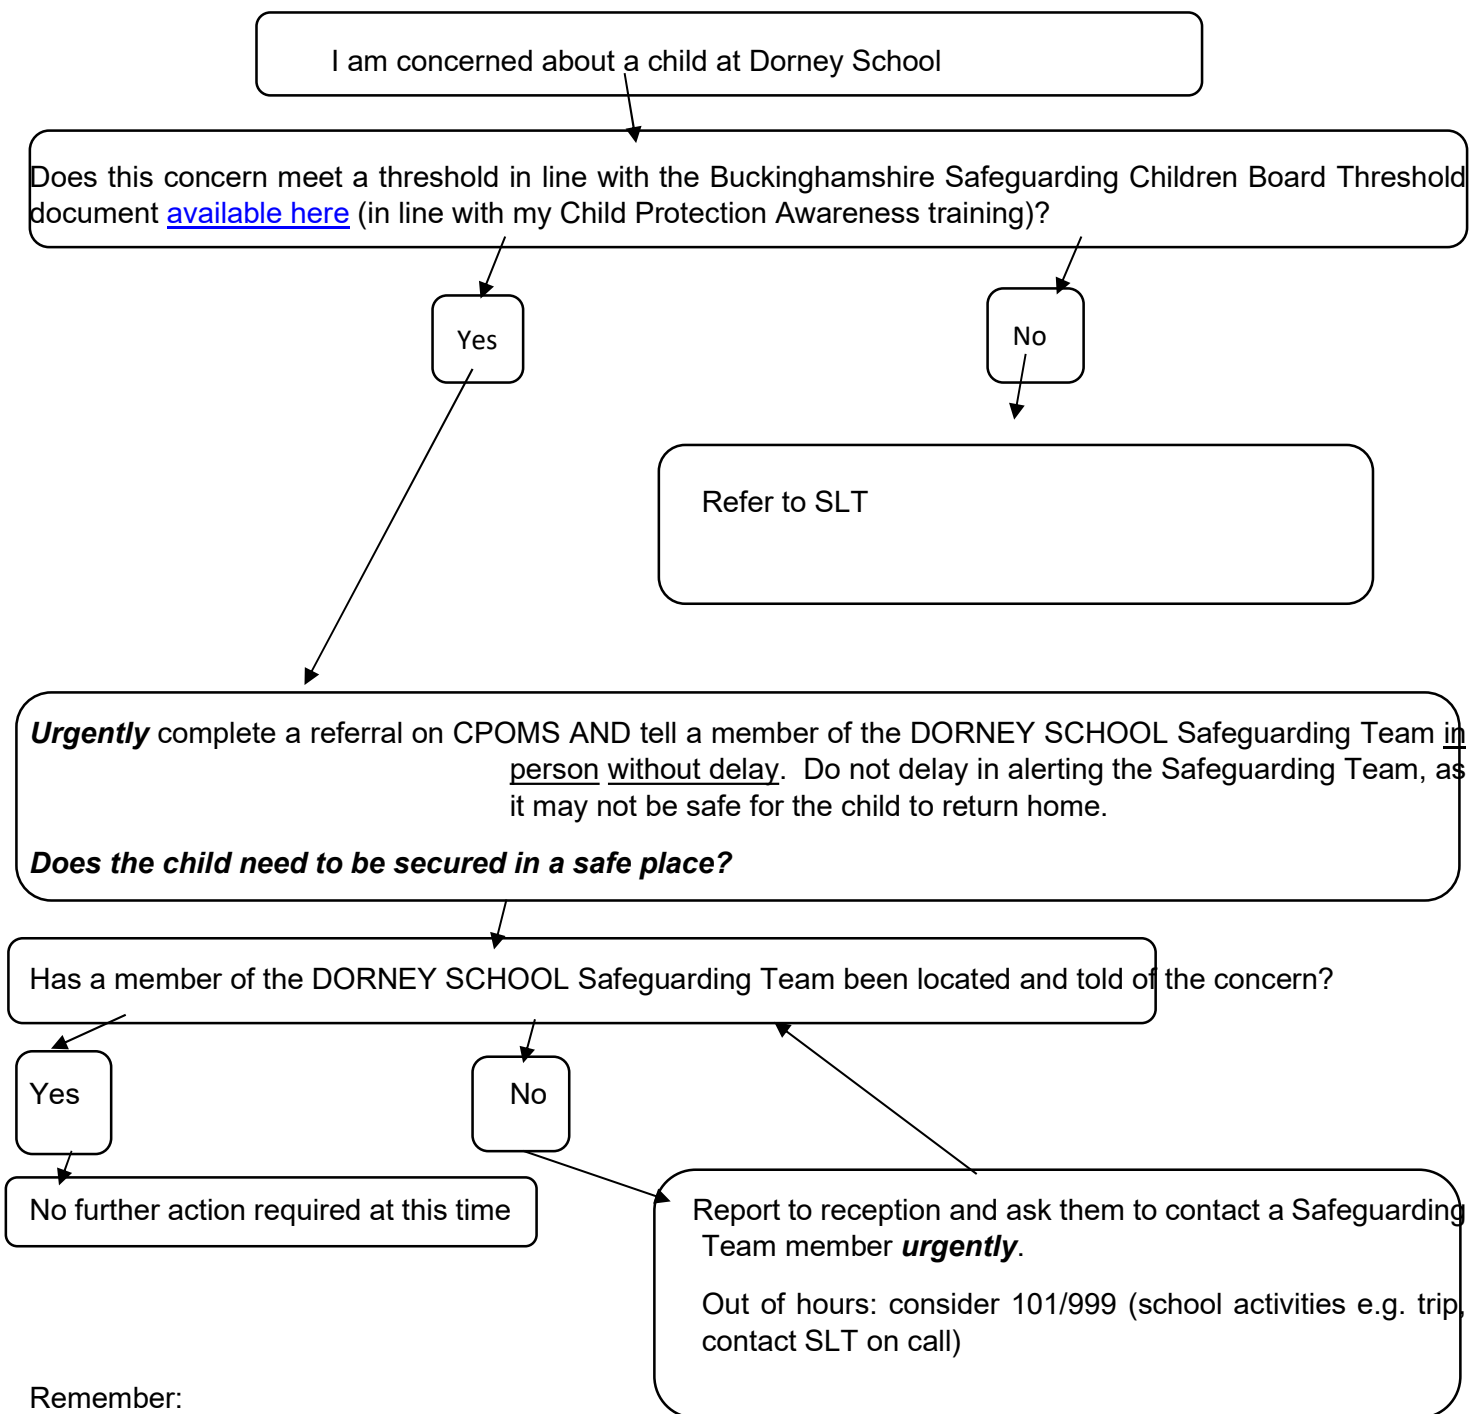 I am concerned about a child at Dorney School
Does this concern meet a threshold in line with the Buckinghamshire Safeguarding Children Board Threshold
document available here (in line with my Child Protection Awareness training)?
Yes
No
Refer to SLT
Urgently complete a referral on CPOMS AND tell a member of the DORNEY SCHOOL Safeguarding Team in
person without delay. Do not delay in alerting the Safeguarding Team, as
it may not be safe for the child to return home.
Does the child need to be secured in a safe place?
Has a member of the DORNEY SCHOOL Safeguarding Team been located and told of the concern?
Yes
No
No further action required at this time
Report to reception and ask them to contact a Safeguarding
Team member urgently.
Out of hours: consider 101/999 (school activities e.g. trip,
contact SLT on call)
Remember: